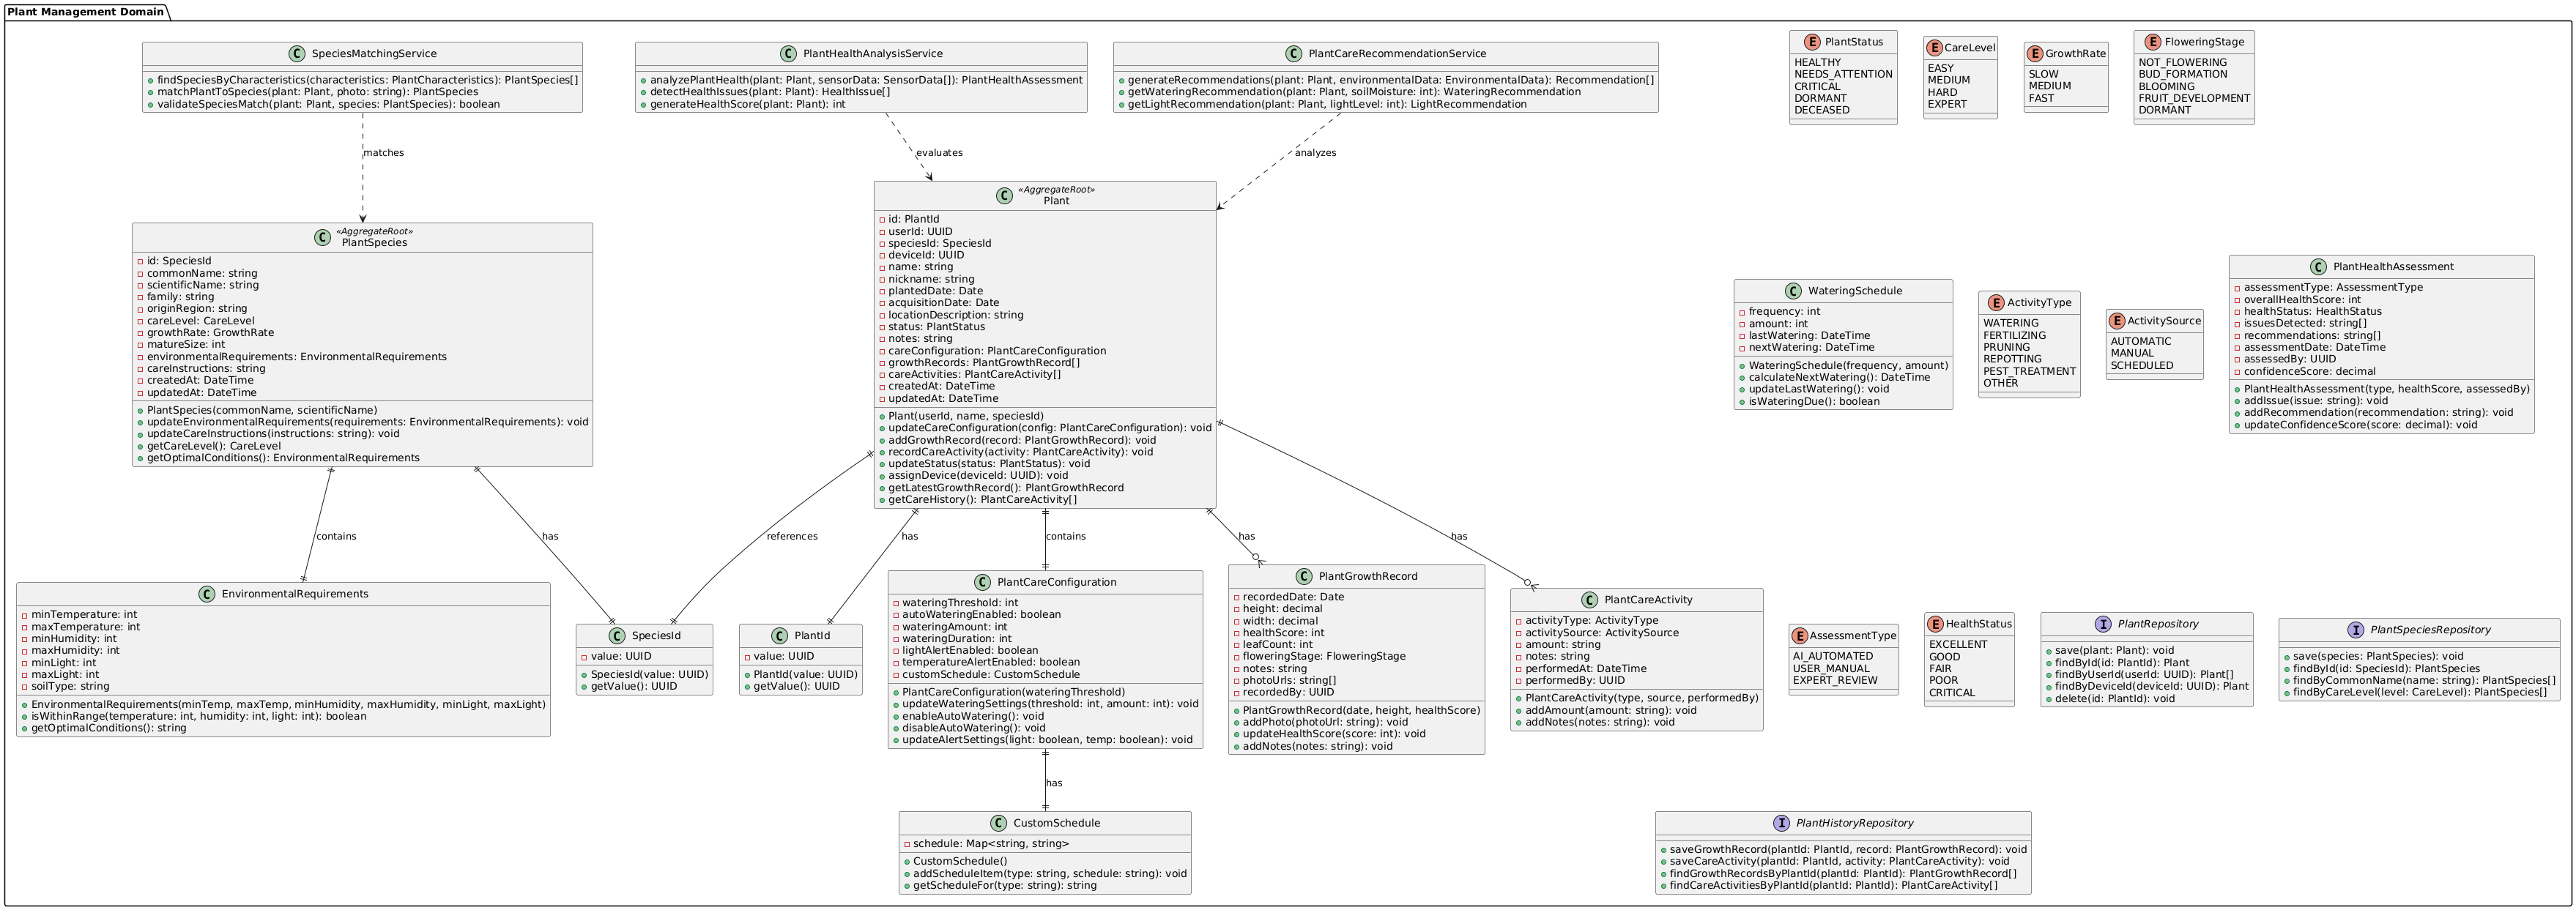 Plant Management Domain
C SpeciesMatchingService
findSpeciesByCharacteristics(characteristics: PlantCharacteristics): PlantSpecies[]
matchPlantToSpecies(plant: Plant, photo: string): PlantSpecies
validateSpeciesMatch(plant: Plant, species: PlantSpecies): boolean
C PlantHealthAnalysisService
analyzePlantHealth(plant: Plant, sensorData: SensorData[]): PlantHealthAssessment
detectHealthIssues(plant: Plant): HealthIssue[]
generateHealthScore(plant: Plant): int
C PlantCareRecommendationService
generateRecommendations(plant: Plant, environmentalData: EnvironmentalData): Recommendation[]
getWateringRecommendation(plant: Plant, soilMoisture: int): WateringRecommendation
getLightRecommendation(plant: Plant, lightLevel: int): LightRecommendation
E PlantStatus
HEALTHY
NEEDS_ATTENTION
CRITICAL
DORMANT
DECEASED
E CareLevel
EASY
MEDIUM
HARD
EXPERT
E GrowthRate
SLOW
MEDIUM
FAST
E FloweringStage
NOT_FLOWERING
BUD_FORMATION
BLOOMING
FRUIT_DEVELOPMENT
DORMANT
matches
evaluates
analyzes
C «AggregateRoot»
PlantSpecies
id: SpeciesId
commonName: string
scientificName: string
family: string
originRegion: string
careLevel: CareLevel
growthRate: GrowthRate
matureSize: int
environmentalRequirements: EnvironmentalRequirements
careInstructions: string
createdAt: DateTime
updatedAt: DateTime
PlantSpecies(commonName, scientificName)
updateEnvironmentalRequirements(requirements: EnvironmentalRequirements): void
updateCareInstructions(instructions: string): void
getCareLevel(): CareLevel
getOptimalConditions(): EnvironmentalRequirements
C «AggregateRoot»
Plant
id: PlantId
userId: UUID
speciesId: SpeciesId
deviceId: UUID
name: string
nickname: string
plantedDate: Date
acquisitionDate: Date
locationDescription: string
status: PlantStatus
notes: string
careConfiguration: PlantCareConfiguration
growthRecords: PlantGrowthRecord[]
careActivities: PlantCareActivity[]
createdAt: DateTime
updatedAt: DateTime
Plant(userId, name, speciesId)
updateCareConfiguration(config: PlantCareConfiguration): void
addGrowthRecord(record: PlantGrowthRecord): void
recordCareActivity(activity: PlantCareActivity): void
updateStatus(status: PlantStatus): void
assignDevice(deviceId: UUID): void
getLatestGrowthRecord(): PlantGrowthRecord
getCareHistory(): PlantCareActivity[]
C WateringSchedule
frequency: int
amount: int
lastWatering: DateTime
nextWatering: DateTime
WateringSchedule(frequency, amount)
calculateNextWatering(): DateTime
updateLastWatering(): void
isWateringDue(): boolean
E ActivityType
WATERING
FERTILIZING
PRUNING
REPOTTING
PEST_TREATMENT
OTHER
E ActivitySource
AUTOMATIC
MANUAL
SCHEDULED
C PlantHealthAssessment
assessmentType: AssessmentType
overallHealthScore: int
healthStatus: HealthStatus
issuesDetected: string[]
recommendations: string[]
assessmentDate: DateTime
assessedBy: UUID
confidenceScore: decimal
PlantHealthAssessment(type, healthScore, assessedBy)
addIssue(issue: string): void
addRecommendation(recommendation: string): void
updateConfidenceScore(score: decimal): void
contains
has
references
has
contains
has
has
C EnvironmentalRequirements
minTemperature: int
maxTemperature: int
minHumidity: int
maxHumidity: int
minLight: int
maxLight: int
soilType: string
EnvironmentalRequirements(minTemp, maxTemp, minHumidity, maxHumidity, minLight, maxLight)
isWithinRange(temperature: int, humidity: int, light: int): boolean
getOptimalConditions(): string
C SpeciesId
value: UUID
SpeciesId(value: UUID)
getValue(): UUID
C PlantId
value: UUID
PlantId(value: UUID)
getValue(): UUID
C PlantCareConfiguration
wateringThreshold: int
autoWateringEnabled: boolean
wateringAmount: int
wateringDuration: int
lightAlertEnabled: boolean
temperatureAlertEnabled: boolean
customSchedule: CustomSchedule
PlantCareConfiguration(wateringThreshold)
updateWateringSettings(threshold: int, amount: int): void
enableAutoWatering(): void
disableAutoWatering(): void
updateAlertSettings(light: boolean, temp: boolean): void
C PlantGrowthRecord
recordedDate: Date
height: decimal
width: decimal
healthScore: int
leafCount: int
floweringStage: FloweringStage
notes: string
photoUrls: string[]
recordedBy: UUID
PlantGrowthRecord(date, height, healthScore)
addPhoto(photoUrl: string): void
updateHealthScore(score: int): void
addNotes(notes: string): void
C PlantCareActivity
activityType: ActivityType
activitySource: ActivitySource
amount: string
notes: string
performedAt: DateTime
performedBy: UUID
PlantCareActivity(type, source, performedBy)
addAmount(amount: string): void
addNotes(notes: string): void
E AssessmentType
AI_AUTOMATED
USER_MANUAL
EXPERT_REVIEW
E HealthStatus
EXCELLENT
GOOD
FAIR
POOR
CRITICAL
I PlantRepository
save(plant: Plant): void
findById(id: PlantId): Plant
findByUserId(userId: UUID): Plant[]
findByDeviceId(deviceId: UUID): Plant
delete(id: PlantId): void
I PlantSpeciesRepository
save(species: PlantSpecies): void
findById(id: SpeciesId): PlantSpecies
findByCommonName(name: string): PlantSpecies[]
findByCareLevel(level: CareLevel): PlantSpecies[]
has
C CustomSchedule
schedule: Map<string, string>
CustomSchedule()
addScheduleItem(type: string, schedule: string): void
getScheduleFor(type: string): string
I PlantHistoryRepository
saveGrowthRecord(plantId: PlantId, record: PlantGrowthRecord): void
saveCareActivity(plantId: PlantId, activity: PlantCareActivity): void
findGrowthRecordsByPlantId(plantId: PlantId): PlantGrowthRecord[]
findCareActivitiesByPlantId(plantId: PlantId): PlantCareActivity[]